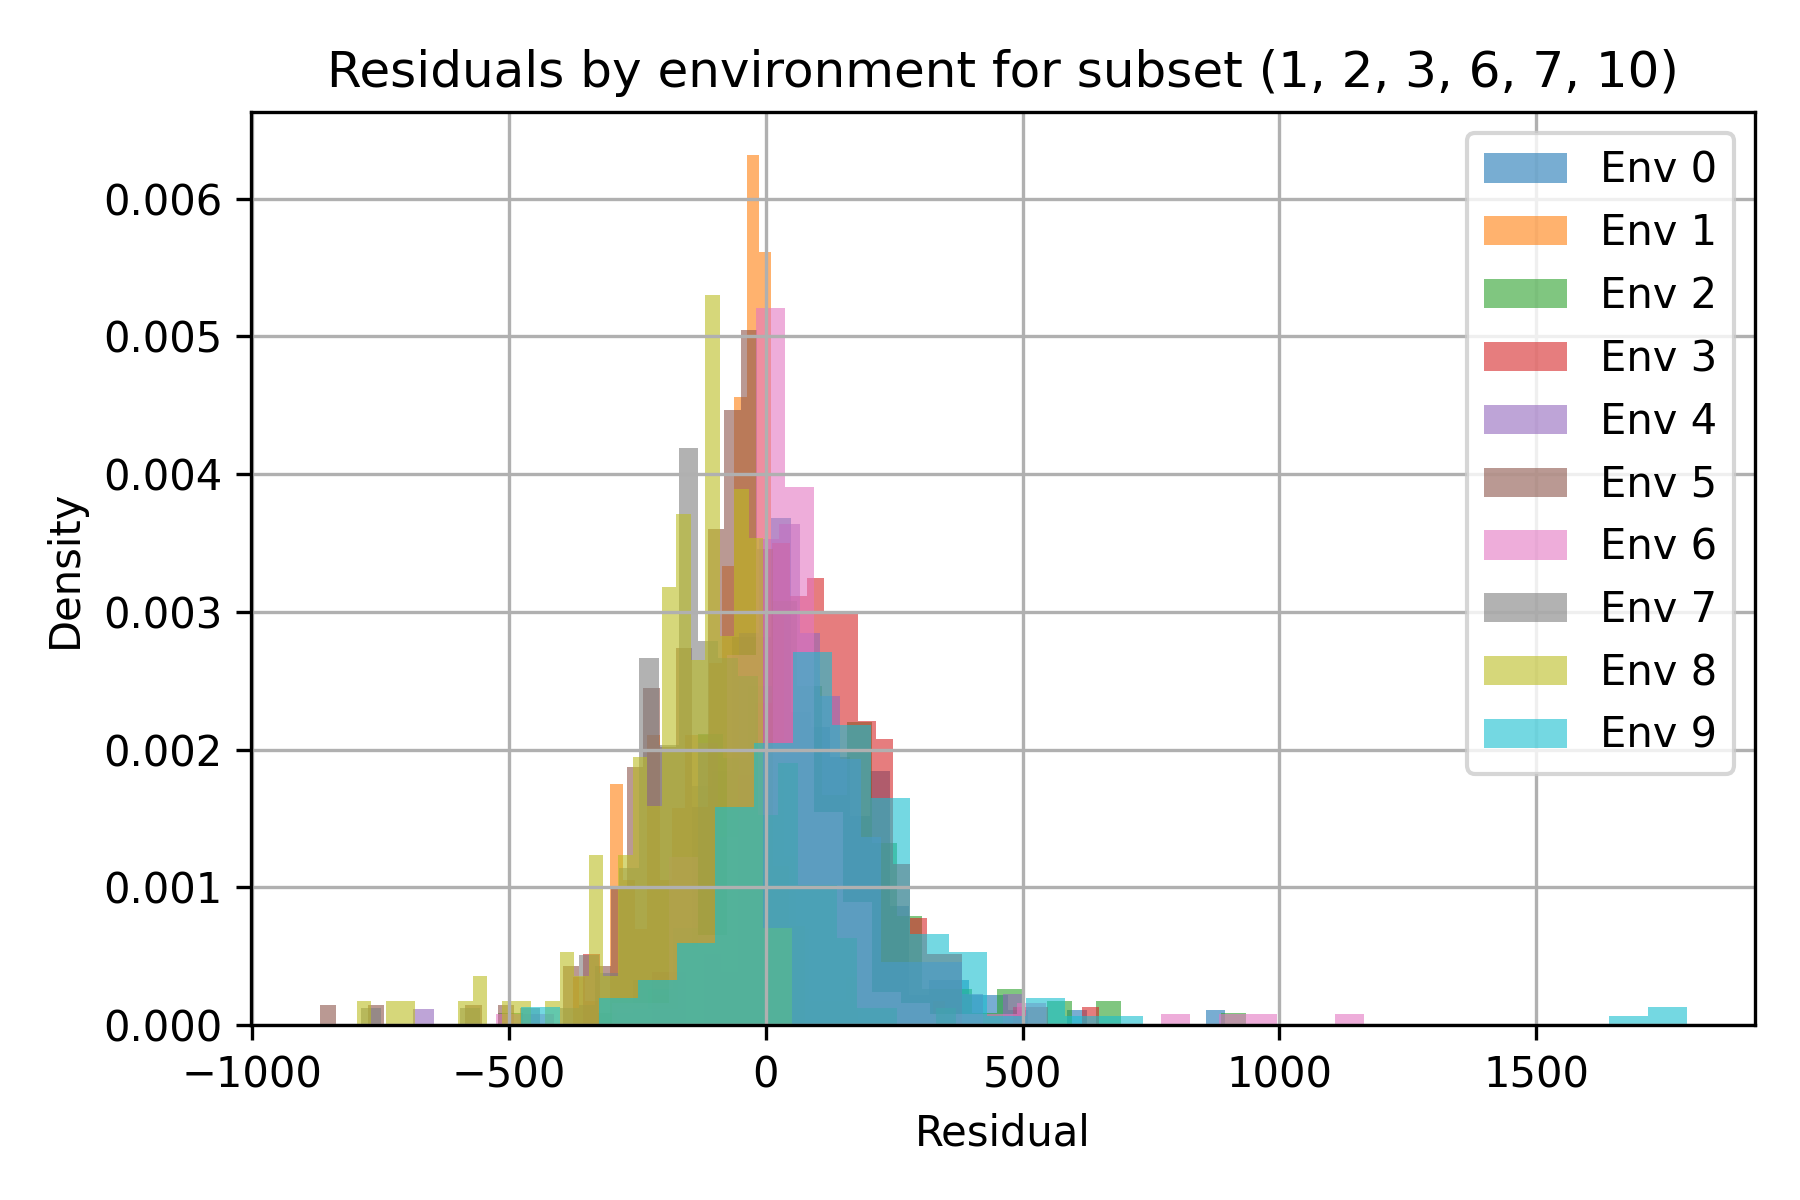 Residuals by environment for subset (1, 2, 3, 6, 7, 10)
Env 0
Env 1
Env 2
Env 3
Env 4
Env 5
Env 6
Env 7
Env 8
Env 9
Density
0.006
0.005
0.004
0.003
0.002
0.001
0.000
−1000 −500 0 500 1000 1500
Residual